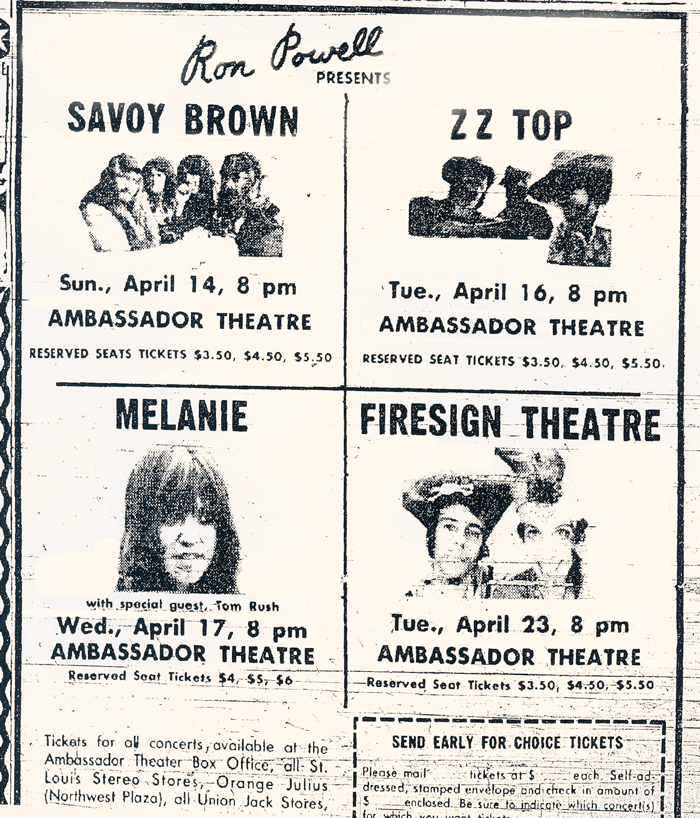 Ron Powell
PRESENTS
SAVOY BROWN
Sun., April 14, 8 pm
AMBASSADOR THEATRE
RESERVED SEATS TICKETS $3.50, $4.50, $5.50
ZZ TOP
Tue., April 16, 8 pm
AMBASSADOR THEATRE
RESERVED SEAT TICKETS $3.50, $4.50, $5.50.
MELANIE
with special guest, Tom Rush
Wed., April 17, 8 pm
AMBASSADOR THEATRE
Reserved Seat Tickets $4, $5, $6
FIRESIGN THEATRE
Tue., April 23, 8 pm
AMBASSADOR THEATRE
Reserved Seat Tickets $3.50, $4.50, $5.50
Tickets for all concerts, available at the
Ambassador Theater Box Office, all St.
Louis Stereo Stores, Orange Julius
(Northwest Plaza), all Union Jack Stores,
SEND EARLY FOR CHOICE TICKETS
Please mail tickets at $ each. Self-ad-
dressed, stamped envelope and check in amount of
$ enclosed. Be sure to indicate which concert(s)
for which you want tickets